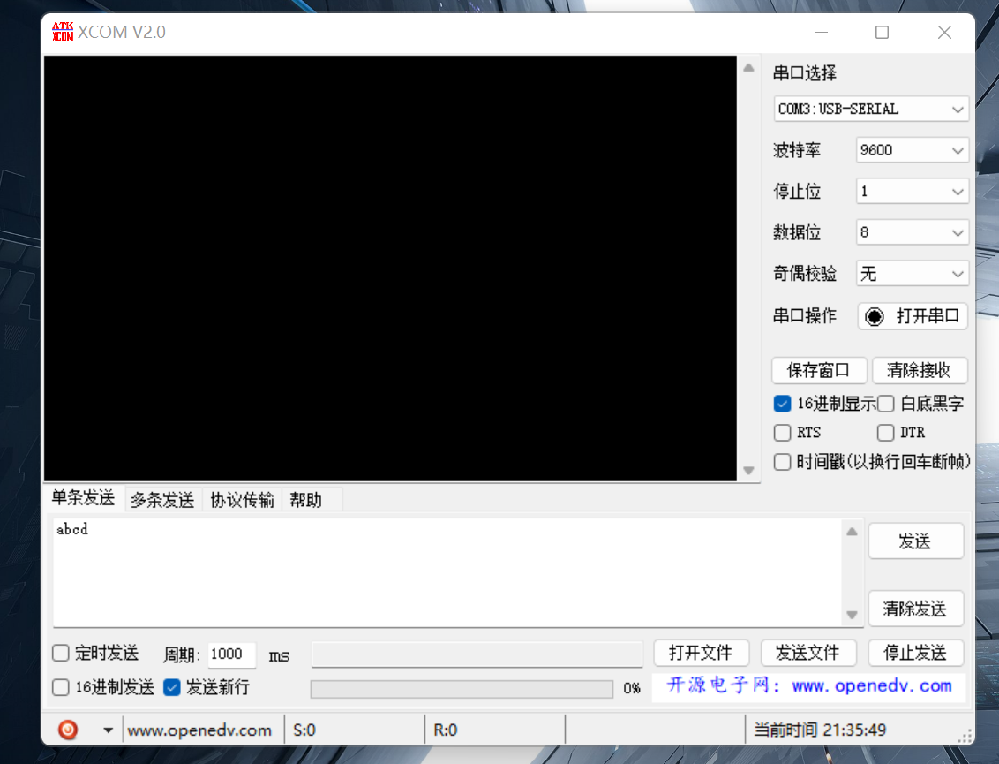 ATK XCOM XCOM V2.0
串口选择
COM3:USB-SERIAL
波特率 9600
停止位 1
数据位 8
奇偶校验 无
串口操作 打开串口
保存窗口 清除接收
16进制显示 白底黑字
RTS DTR
时间戳(以换行回车断帧)
单条发送 多条发送 协议传输 帮助
abcd
发送
清除发送
定时发送 周期: 1000 ms 打开文件 发送文件 停止发送
16进制发送 发送新行 0% 开源电子网: www.openedv.com
www.openedv.com S:0 R:0 当前时间 21:35:49